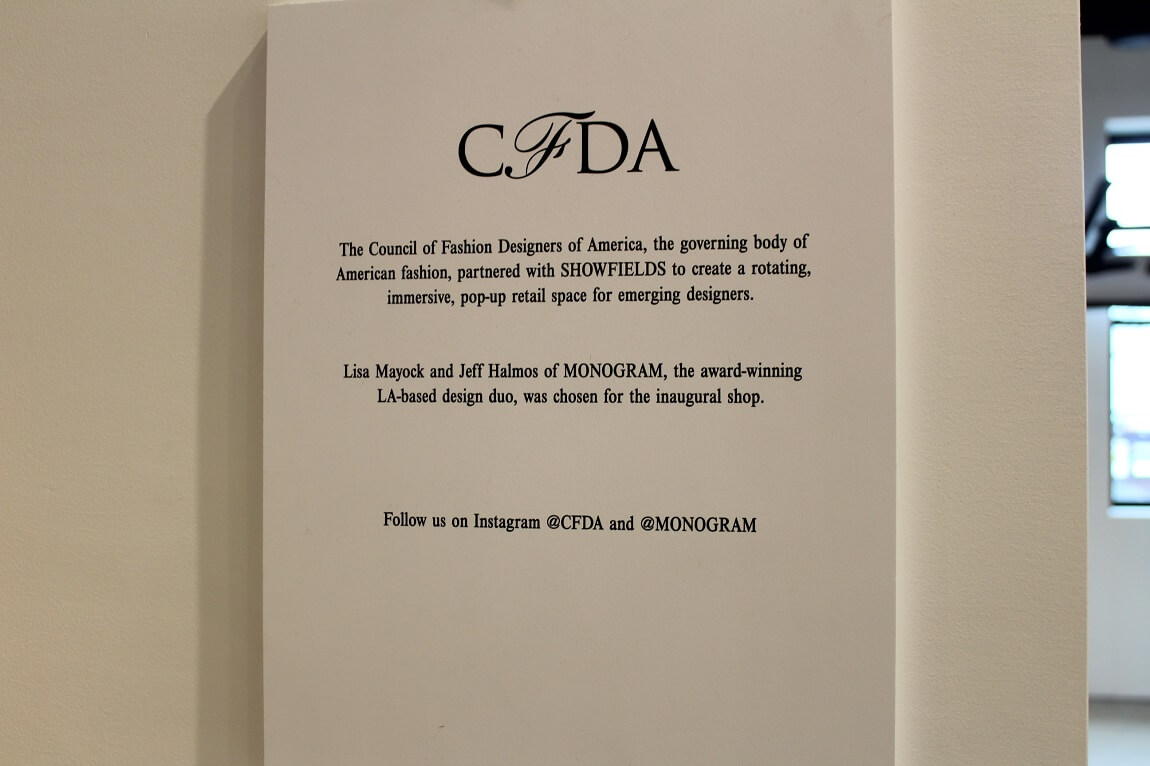 CFDA
The Council of Fashion Designers of America, the governing body of
American fashion, partnered with SHOWFIELDS to create a rotating,
immersive, pop-up retail space for emerging designers.
Lisa Mayock and Jeff Halmos of MONOGRAM, the award-winning
LA-based design duo, was chosen for the inaugural shop.
Follow us on Instagram @CFDA and @MONOGRAM